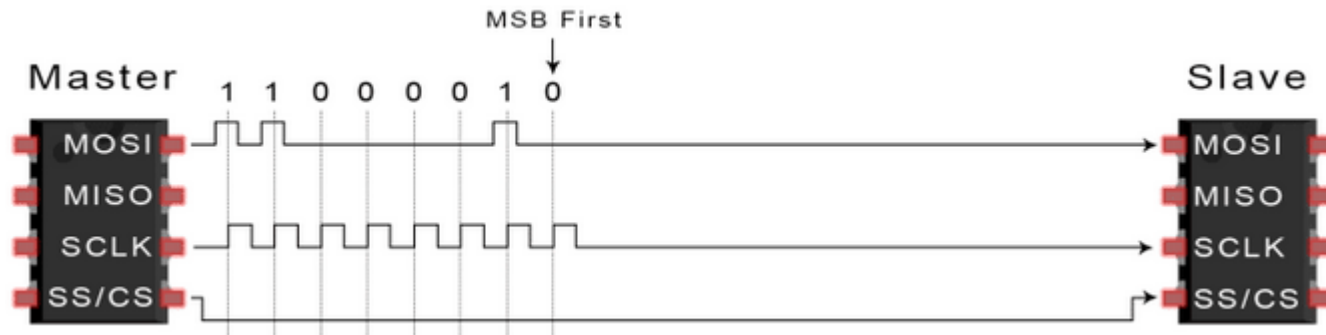 MSB First
Master
1 1 0 0 0 0 1 0
Slave
MOSI
MISO
SCLK
SS/CS
MOSI
MISO
SCLK
SS/CS